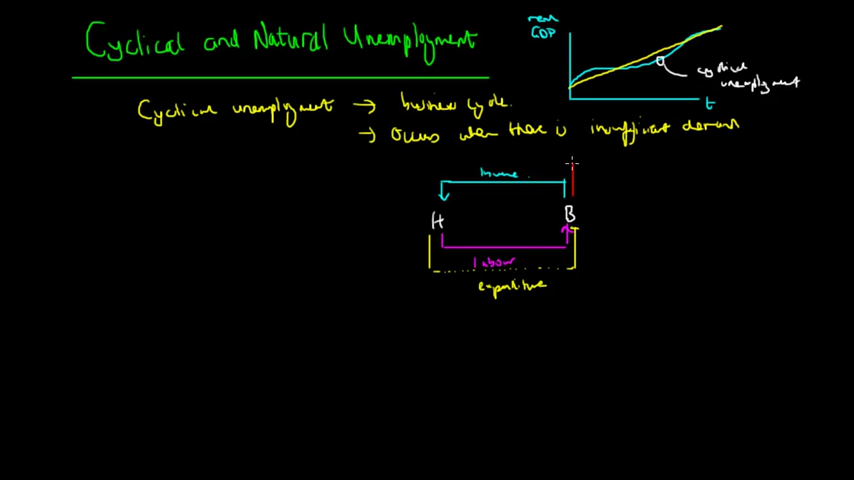 Cyclical and Natural Unemployment
real
GDP
cyclical
unemployment
t
Cyclical unemployment → business cycle.
→ occurs when there is insufficient demand
Income
H
B
labour
expenditure